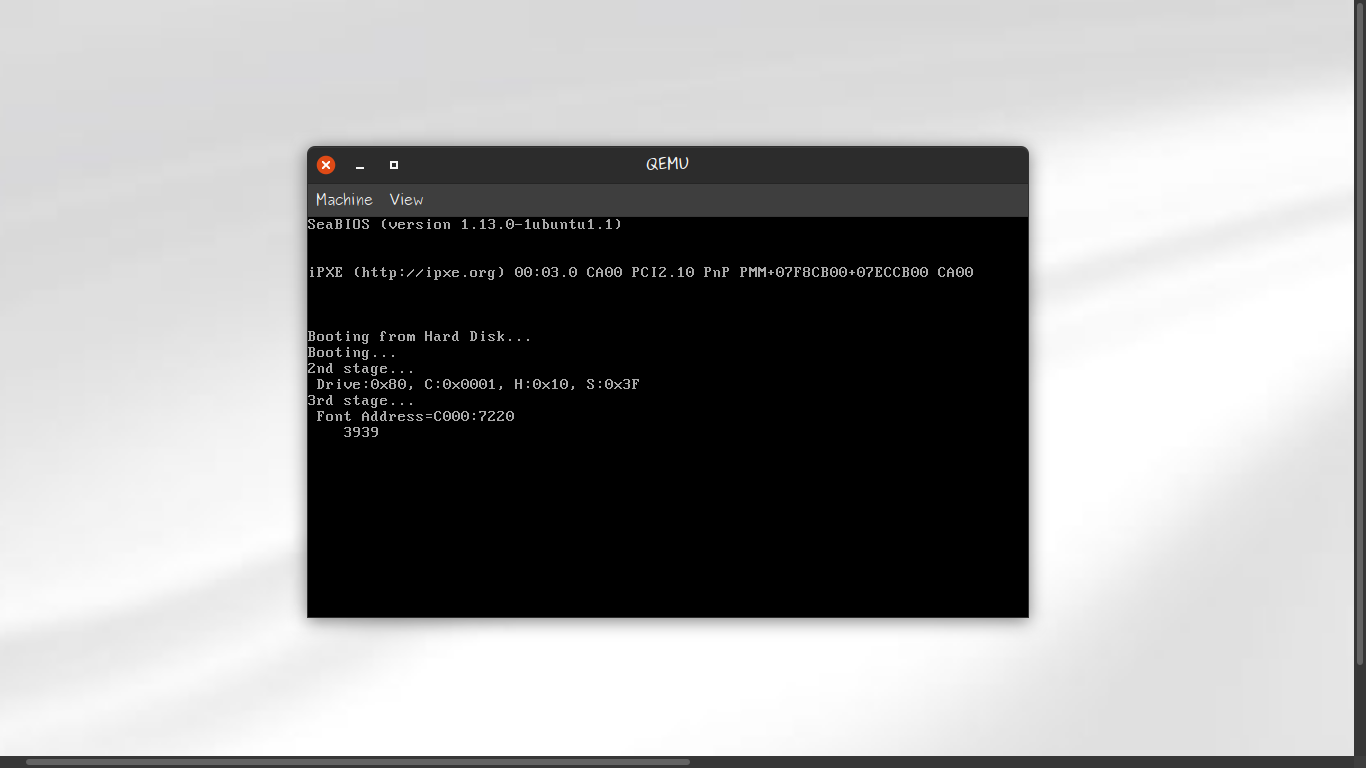 QEMU
Machine View
SeaBIOS (version 1.13.0-1ubuntu1.1)
iPXE (http://ipxe.org) 00:03.0 CA00 PCI2.10 PnP PMM+07F8CB00+07ECCB00 CA00
Booting from Hard Disk...
Booting...
2nd stage...
Drive:0x80, C:0x0001, H:0x10, S:0x3F
3rd stage...
Font Address=C000:7220
3939